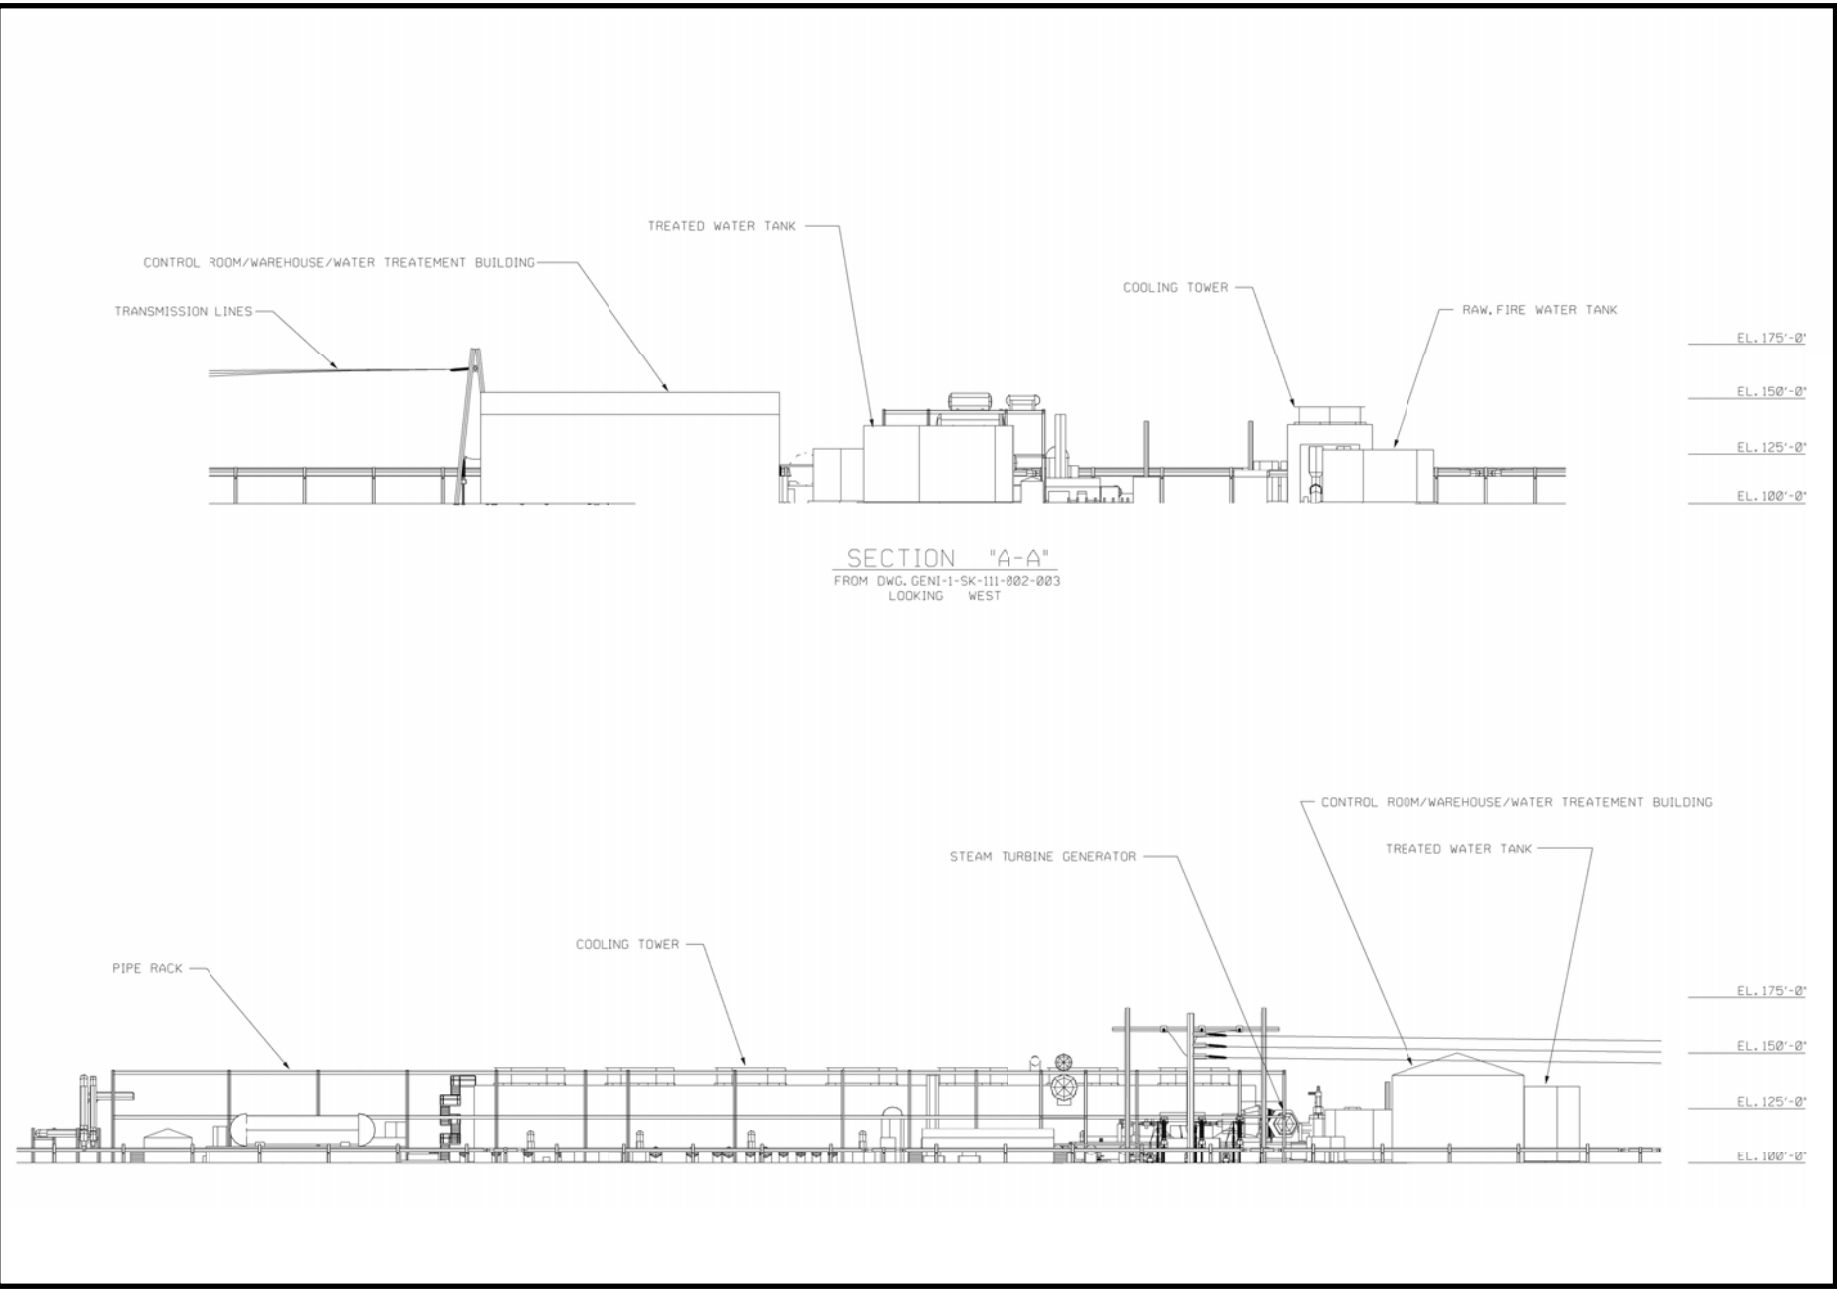 TREATED WATER TANK
CONTROL ROOM/WAREHOUSE/WATER TREATEMENT BUILDING
COOLING TOWER
TRANSMISSION LINES
RAW,FIRE WATER TANK
EL.175'-0"
EL.150'-0"
EL.125'-0"
EL.100'-0"
SECTION "A-A"
FROM DWG. GENI-1-SK-111-002-003
LOOKING WEST
CONTROL ROOM/WAREHOUSE/WATER TREATEMENT BUILDING
TREATED WATER TANK
STEAM TURBINE GENERATOR
COOLING TOWER
PIPE RACK
EL.175'-0"
EL.150'-0"
EL.125'-0"
EL.100'-0"